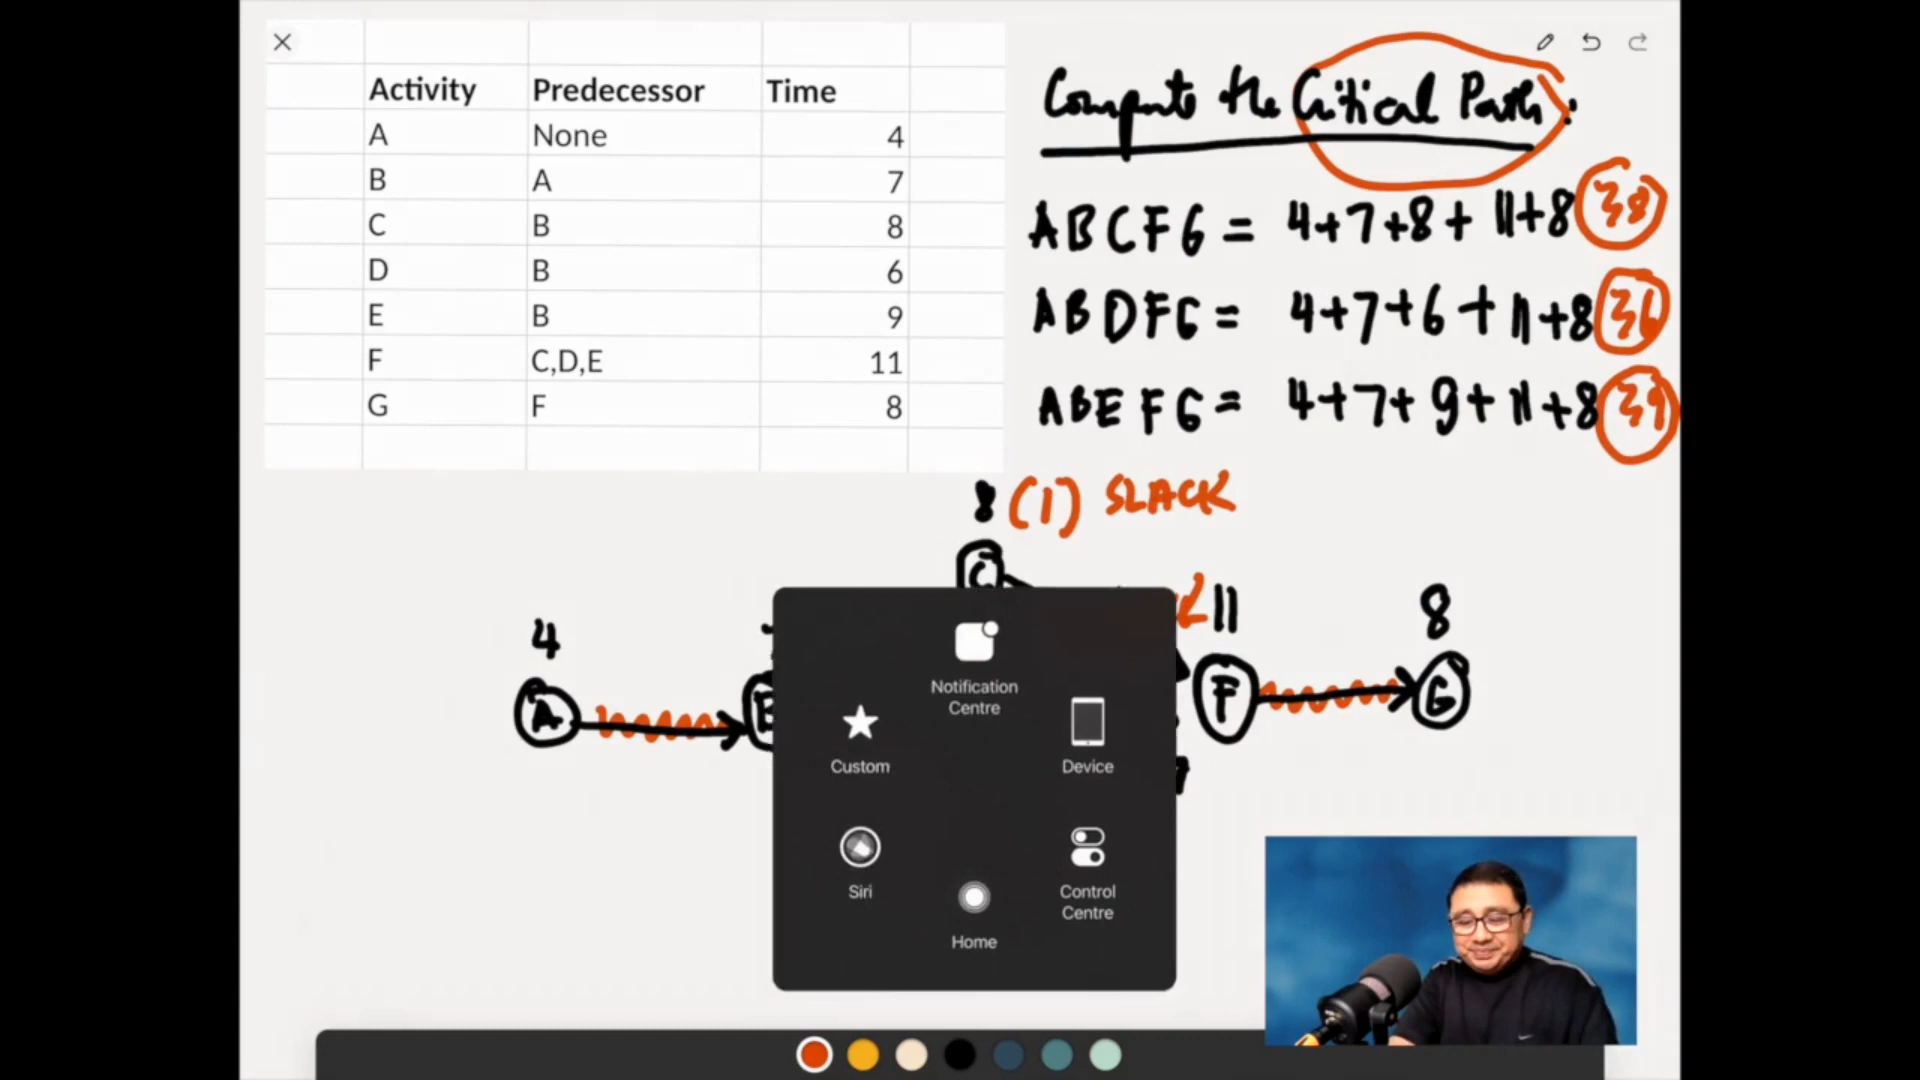 Activity Predecessor Time
A None 4
B A 7
C B 8
D B 6
E B 9
F C,D,E 11
G F 8
Compute the Critical Path:
ABCFG = 4+7+8+11+8 38
ABDFG = 4+7+6+11+8 36
ABEFG = 4+7+9+11+8 39
8 (1) SLACK
C
4
11
8
A
F
G
Notification
Centre
Custom
Device
Siri
Control
Centre
Home